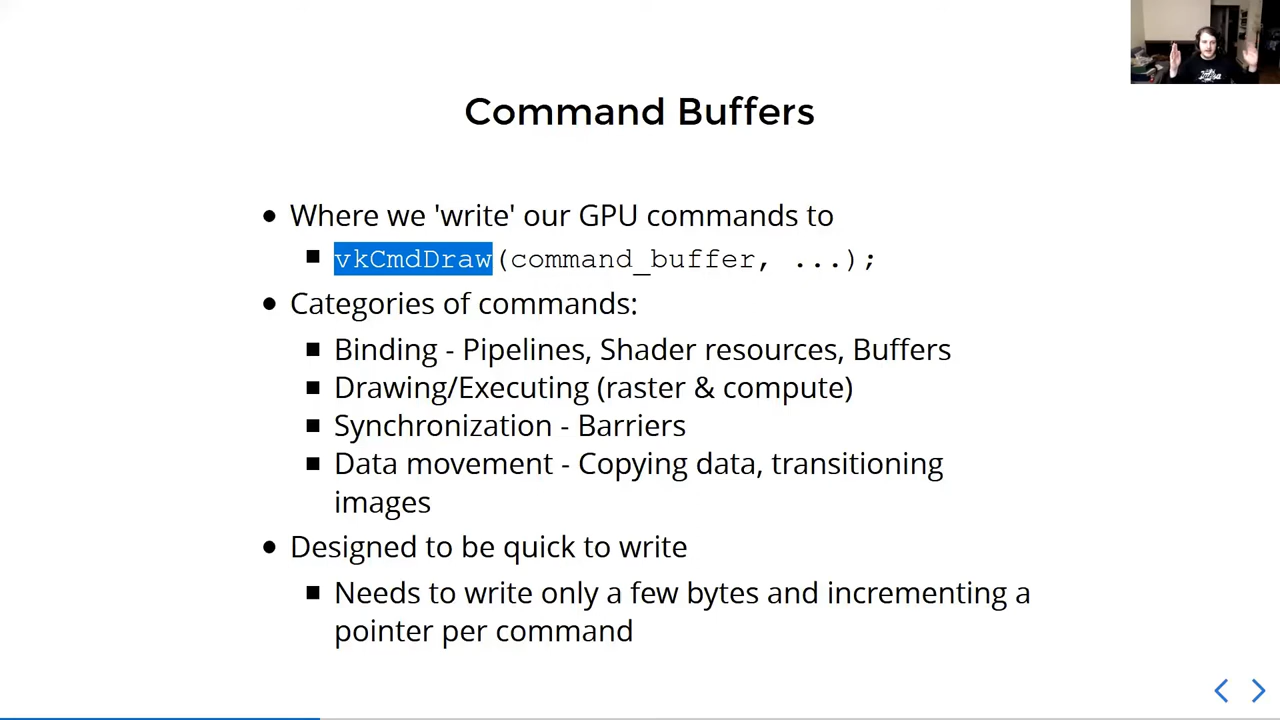 Command Buffers
Where we 'write' our GPU commands to
vkCmdDraw(command_buffer, ...);
Categories of commands:
Binding - Pipelines, Shader resources, Buffers
Drawing/Executing (raster & compute)
Synchronization - Barriers
Data movement - Copying data, transitioning
images
Designed to be quick to write
Needs to write only a few bytes and incrementing a
pointer per command